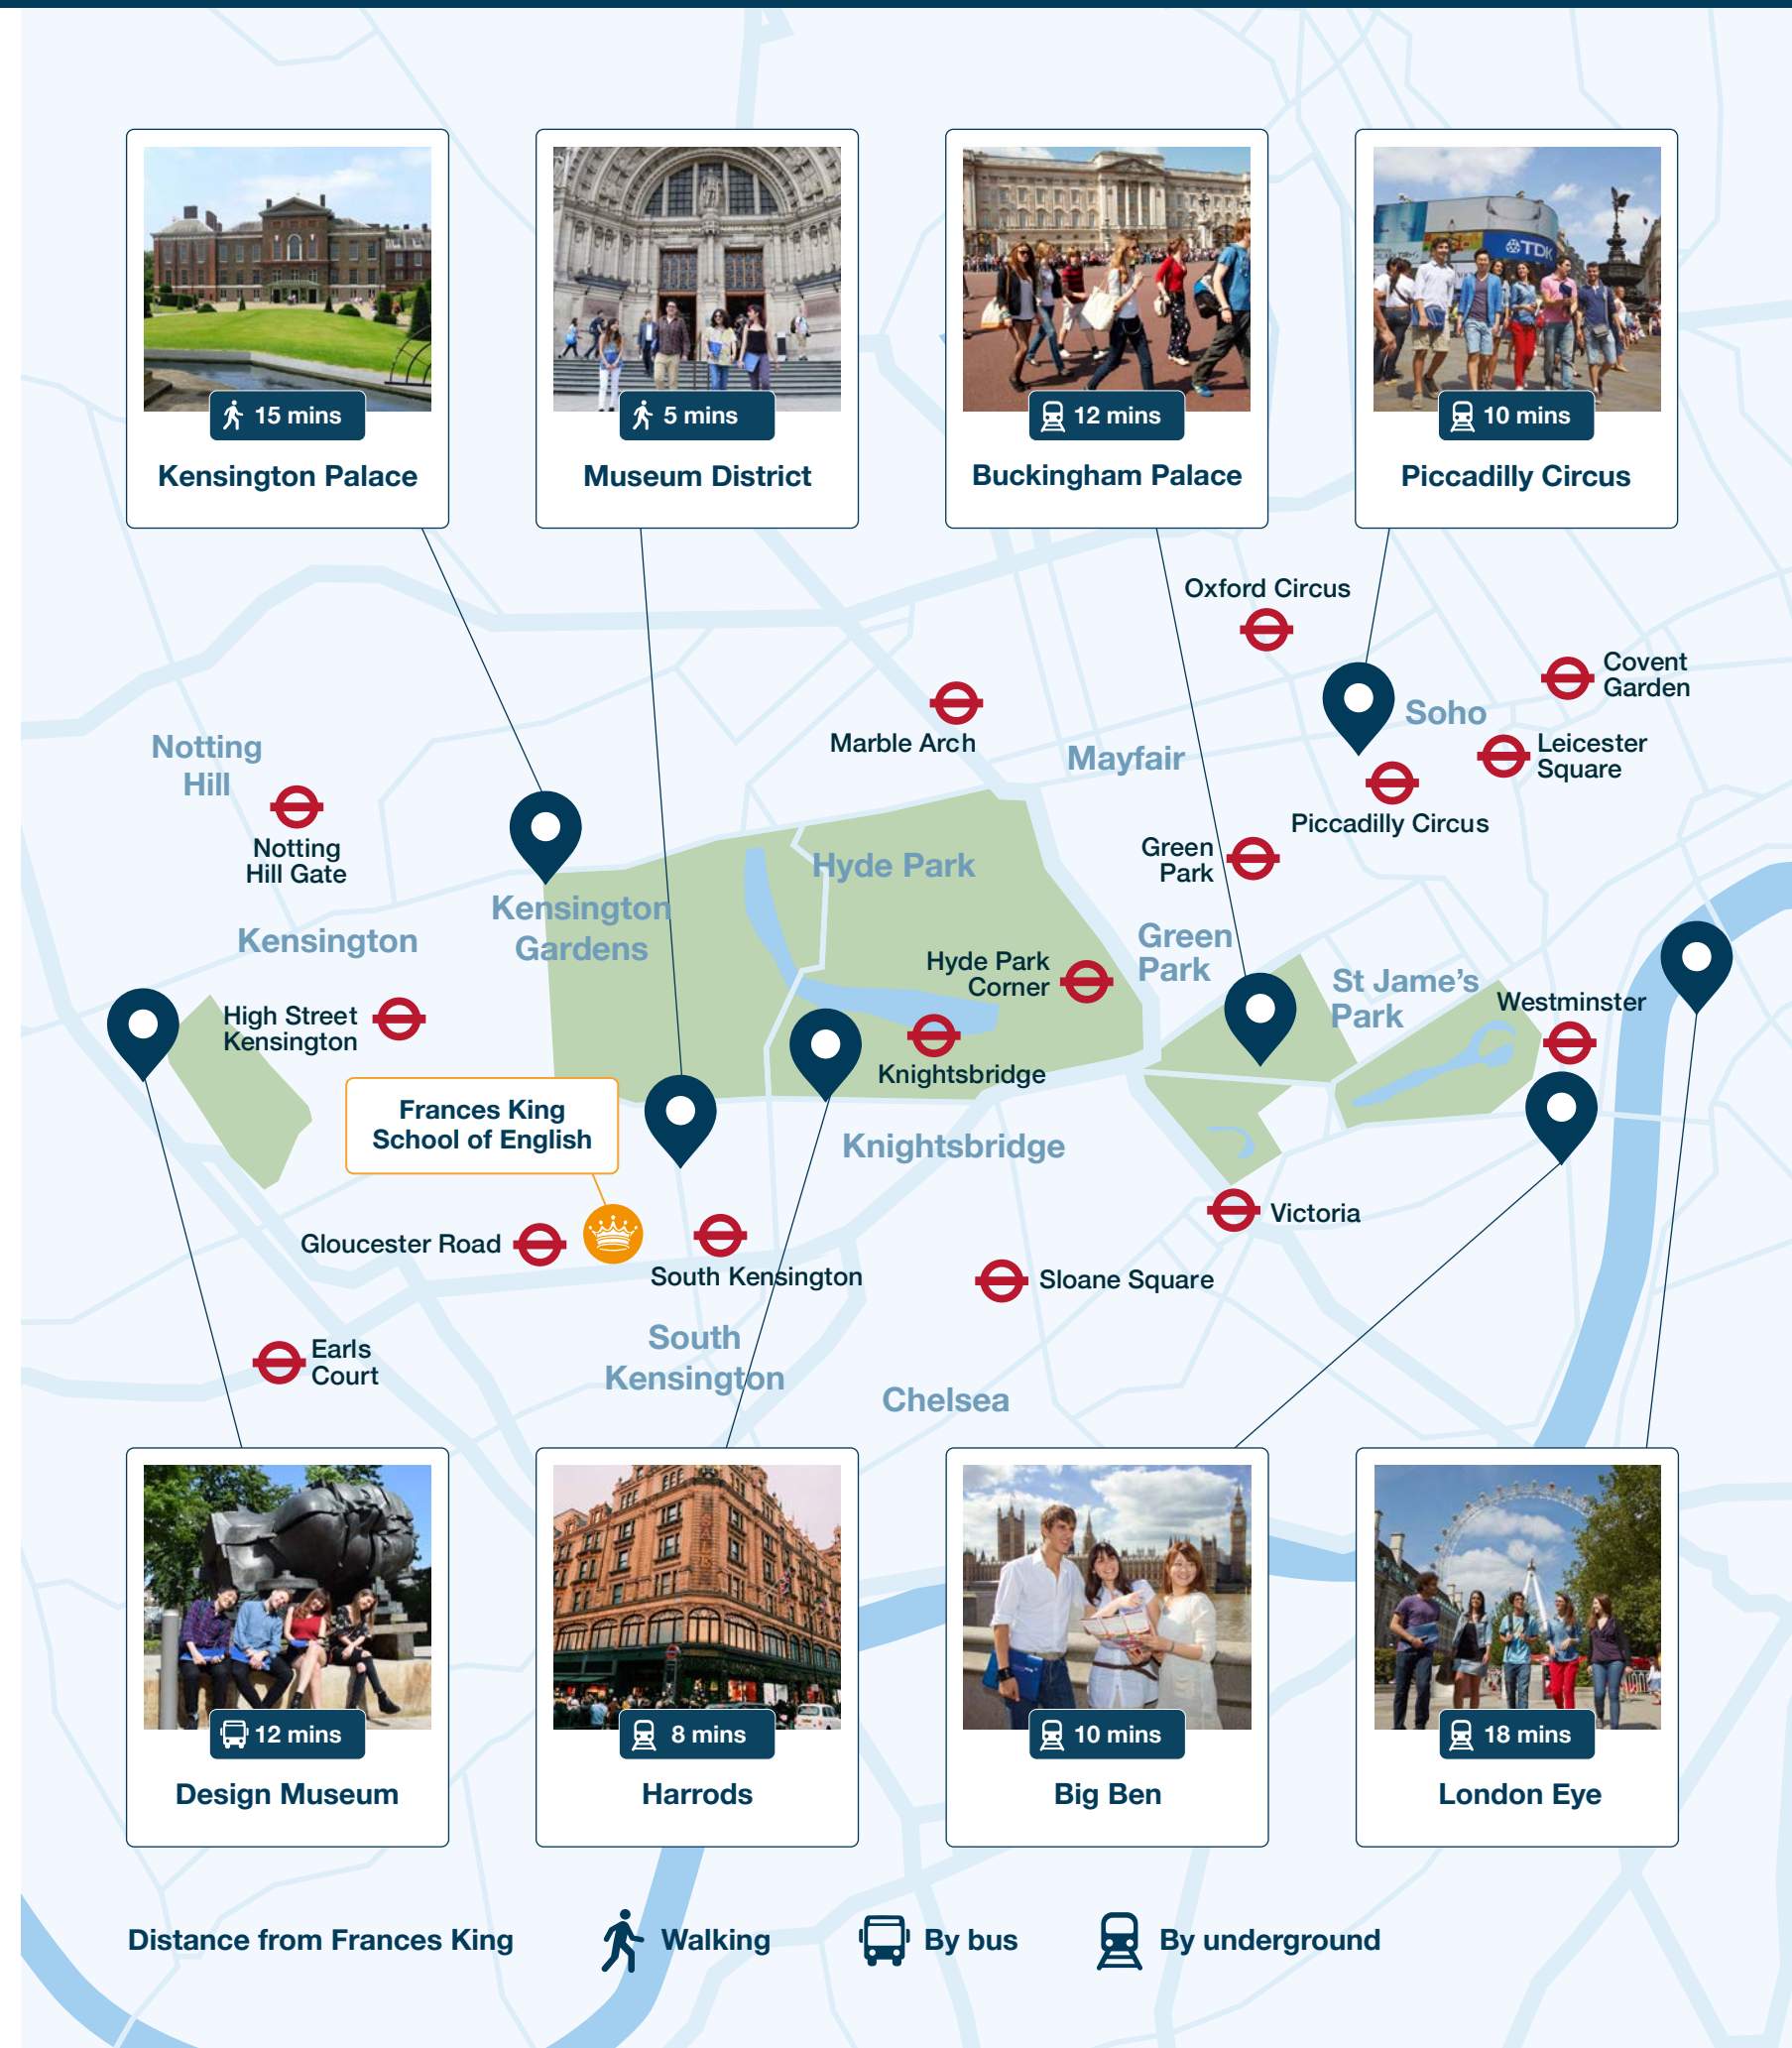 15 mins
Kensington Palace
5 mins
Museum District
12 mins
Buckingham Palace
TDK
10 mins
Piccadilly Circus
Oxford Circus
Covent
Garden
Soho
Marble Arch
Mayfair
Leicester
Square
Notting
Hill
Piccadilly Circus
Notting
Hill Gate
Green
Park
Hyde Park
Kensington
Gardens
Kensington
Green
Park
Hyde Park
Corner
St Jame's
Park
Westminster
High Street
Kensington
Knightsbridge
Frances King
School of English
Knightsbridge
Victoria
Gloucester Road
South Kensington
Sloane Square
Earls
Court
South
Kensington
Chelsea
12 mins
Design Museum
8 mins
Harrods
10 mins
Big Ben
18 mins
London Eye
Distance from Frances King
Walking
By bus
By underground